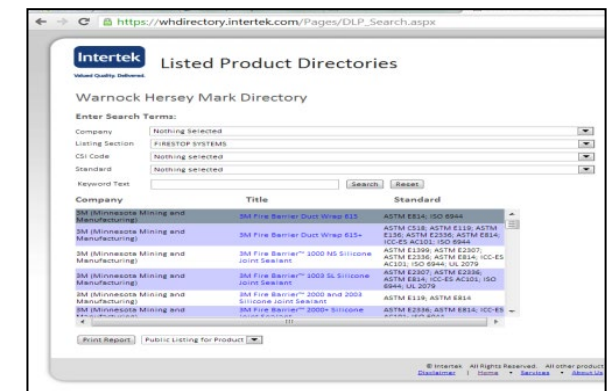 https://whdirectory.intertek.com/Pages/DLP_Search.aspx
Intertek
Valued Quality. Delivered.
Listed Product Directories
Warnock Hersey Mark Directory
Enter Search Terms:
Company Nothing Selected
Listing Section FIRESTOP SYSTEMS
CSI Code Nothing selected
Standard Nothing selected
Keyword Text Search Reset
Company Title Standard
3M (Minnesota Mining and Manufacturing) 3M Fire Barrier Duct Wrap 615 ASTM E814; ISO 6944
3M (Minnesota Mining and Manufacturing) 3M Fire Barrier Duct Wrap 615+ ASTM C518; ASTM E119; ASTM E136; ASTM E2336; ASTM E814; ICC-ES AC101; ISO 6944
3M (Minnesota Mining and Manufacturing) 3M Fire Barrier™ 1000 NS Silicone Joint Sealant ASTM E1399; ASTM E2307; ASTM E2336; ASTM E814; ICC-ES AC101; ISO 6944; UL 2079
3M (Minnesota Mining and Manufacturing) 3M Fire Barrier™ 1003 SL Silicone Joint Sealant ASTM E2307; ASTM E2336; ASTM E814; ICC-ES AC101; ISO 6944; UL 2079
3M (Minnesota Mining and Manufacturing) 3M Fire Barrier™ 2000 and 2003 Silicone Joint Sealant ASTM E119; ASTM E814
3M (Minnesota Mining and Manufacturing) 3M Fire Barrier™ 2000+ Silicone Joint Sealant ASTM E2336; ASTM E814; ICC-ES AC101; ISO 6944
Print Report Public Listing for Product
© Intertek All Rights Reserved. All other product
Disclaimer | Home • Services • About Us